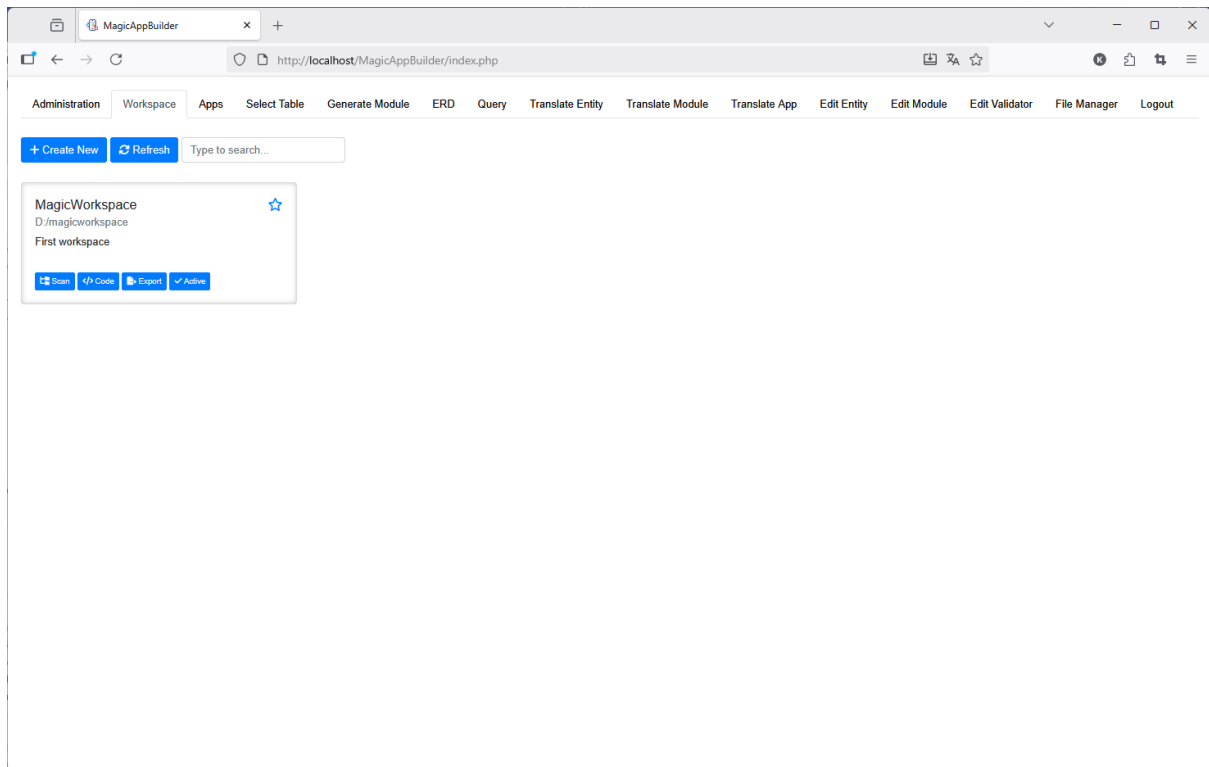 MagicAppBuilder
http://localhost/MagicAppBuilder/index.php
K
Administration Workspace Apps Select Table Generate Module ERD Query Translate Entity Translate Module Translate App Edit Entity Edit Module Edit Validator File Manager Logout
Create New Refresh Type to search...
MagicWorkspace
D:/magicworkspace
First workspace
Scan </> Code Export Active